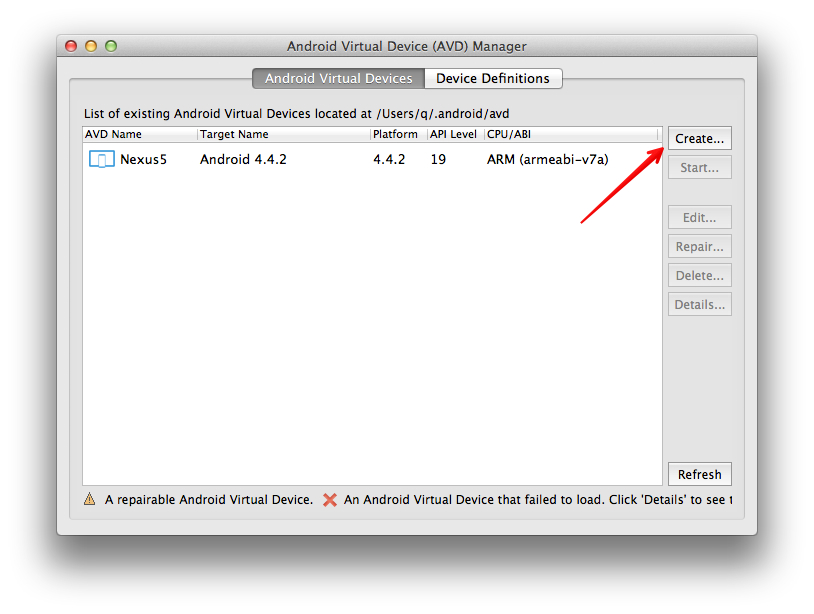 Android Virtual Device (AVD) Manager
Android Virtual Devices Device Definitions
List of existing Android Virtual Devices located at /Users/q/.android/avd
AVD Name Target Name Platform API Level CPU/ABI
Nexus5 Android 4.4.2 4.4.2 19 ARM (armeabi-v7a)
Create...
Start...
Edit...
Repair...
Delete...
Details...
Refresh
A repairable Android Virtual Device. An Android Virtual Device that failed to load. Click 'Details' to see t